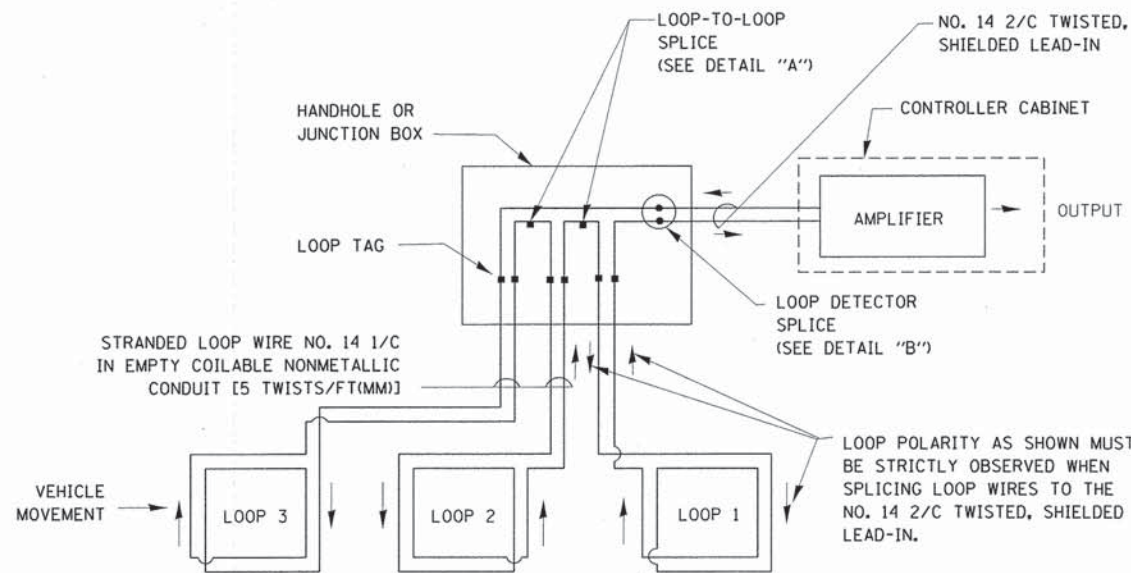 LOOP-TO-LOOP
SPLICE
(SEE DETAIL "A")
NO. 14 2/C TWISTED,
SHIELDED LEAD-IN
HANDHOLE OR
JUNCTION BOX
CONTROLLER CABINET
AMPLIFIER
OUTPUT
LOOP TAG
LOOP DETECTOR
SPLICE
(SEE DETAIL "B")
STRANDED LOOP WIRE NO. 14 1/C
IN EMPTY COILABLE NONMETALLIC
CONDUIT [5 TWISTS/FT(MM)]
LOOP POLARITY AS SHOWN MUST
BE STRICTLY OBSERVED WHEN
SPLICING LOOP WIRES TO THE
NO. 14 2/C TWISTED, SHIELDED
LEAD-IN.
VEHICLE
MOVEMENT
LOOP 3
LOOP 2
LOOP 1